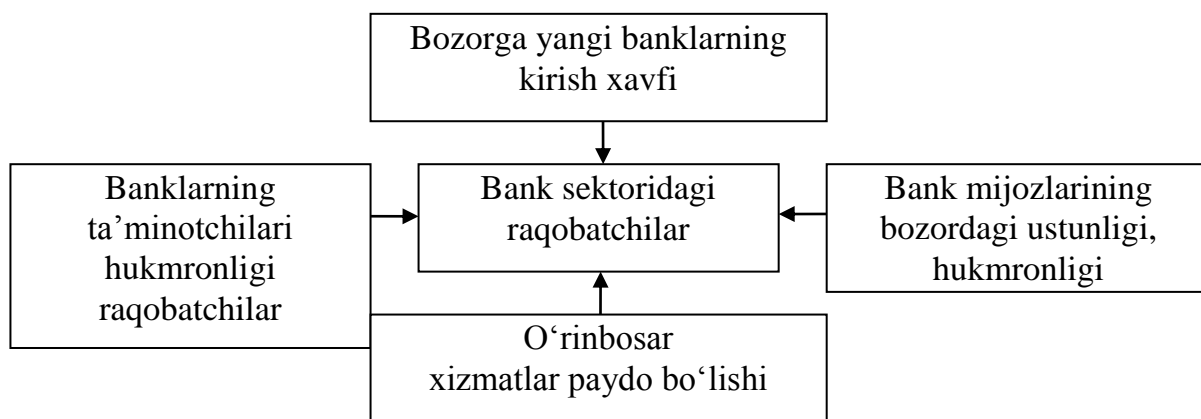 Bozorga yangi banklarning
kirish xavfi
Banklarning
ta’minotchilari
hukmronligi
raqobatchilar
Bank sektoridagi
raqobatchilar
Bank mijozlarining
bozordagi ustunligi,
hukmronligi
O‘rinbosar
xizmatlar paydo bo‘lishi